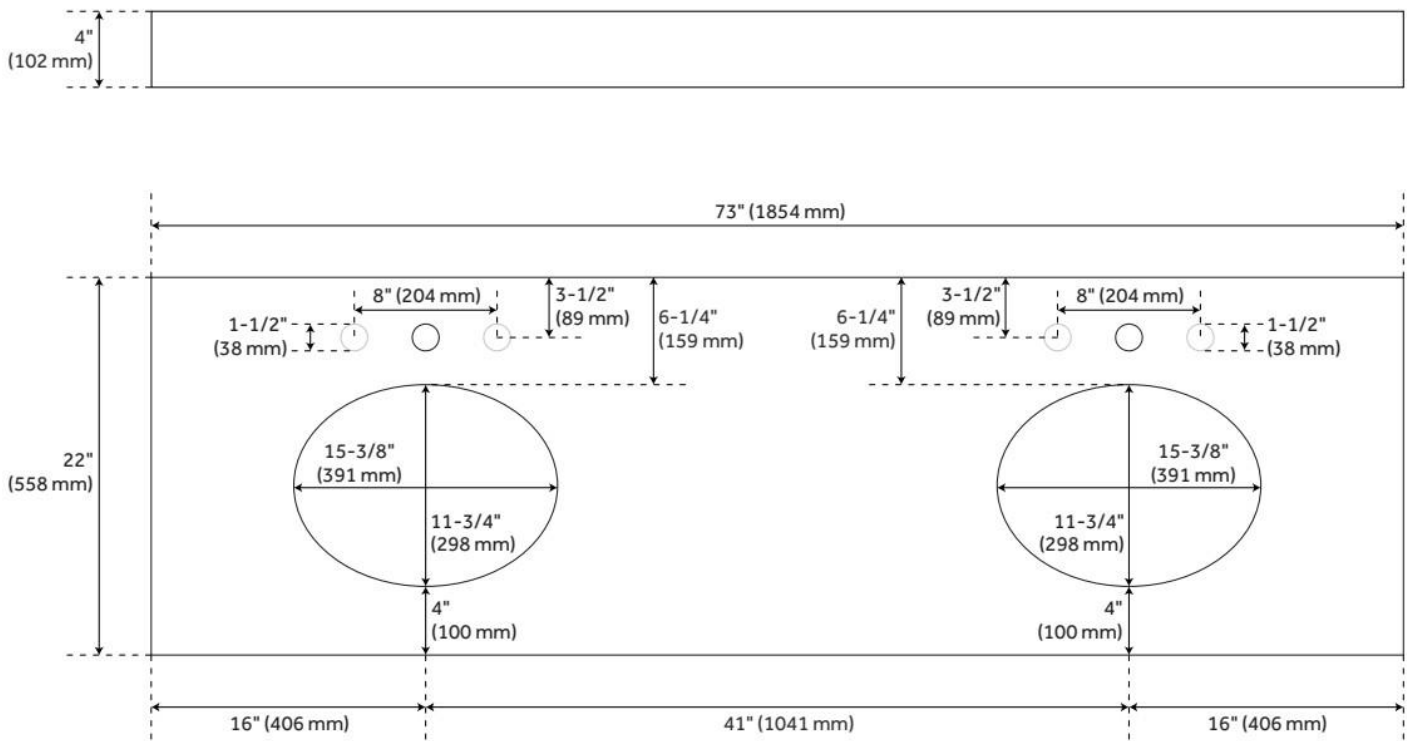 4"
(102 mm)
73" (1854 mm)
8" (204 mm)
3-1/2"
(89 mm)
6-1/4"
(159 mm)
1-1/2"
(38 mm)
6-1/4"
(159 mm)
3-1/2"
(89 mm)
8" (204 mm)
1-1/2"
(38 mm)
22"
(558 mm)
15-3/8"
(391 mm)
11-3/4"
(298 mm)
4"
(100 mm)
15-3/8"
(391 mm)
11-3/4"
(298 mm)
4"
(100 mm)
16" (406 mm)
41" (1041 mm)
16" (406 mm)